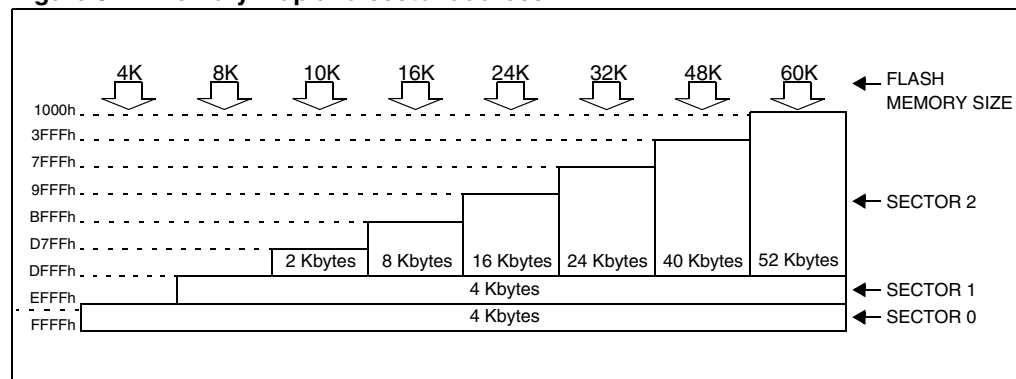 4K 8K 10K 16K 24K 32K 48K 60K FLASH
MEMORY SIZE
1000h
3FFFh
7FFFh
9FFFh
SECTOR 2
BFFFh
D7FFh
2 Kbytes 8 Kbytes 16 Kbytes 24 Kbytes 40 Kbytes 52 Kbytes
DFFFh
4 Kbytes SECTOR 1
EFFFh
4 Kbytes SECTOR 0
FFFFh